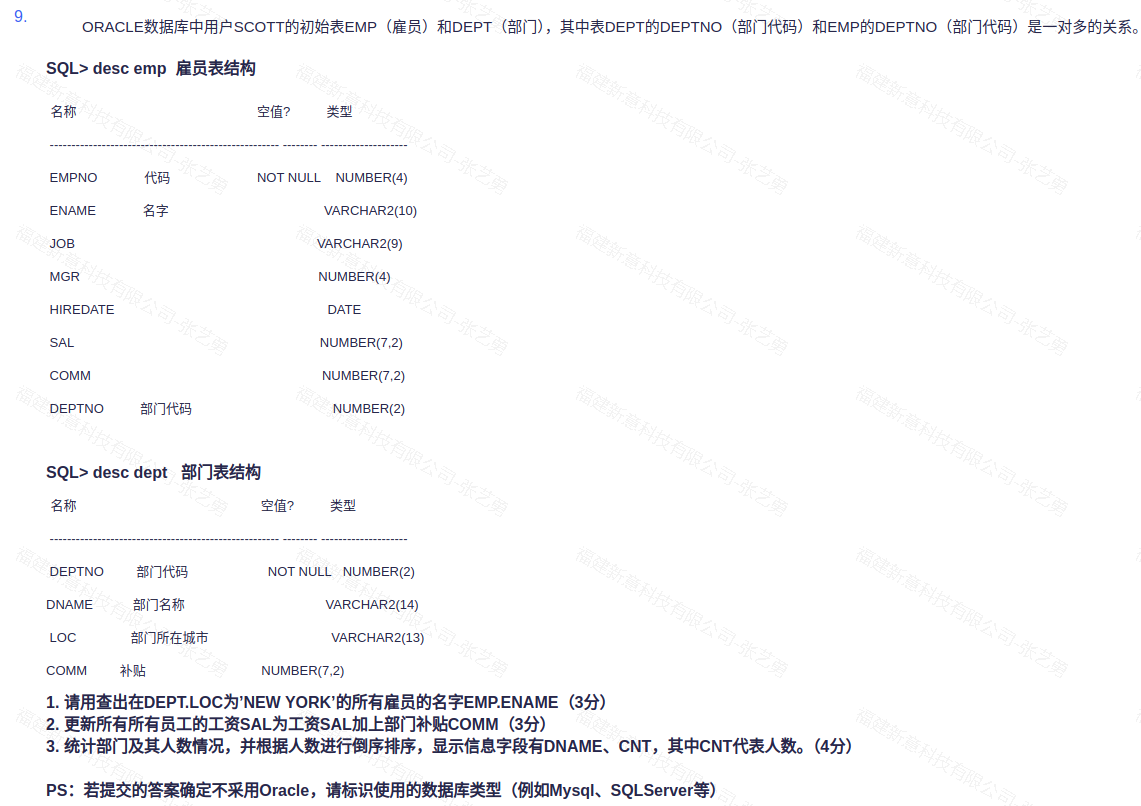 9.
ORACLE数据库中用户SCOTT的初始表EMP（雇员）和DEPT（部门），其中表DEPT的DEPTNO（部门代码）和EMP的DEPTNO（部门代码）是一对多的关系。
SQL> desc emp 雇员表结构
名称 空值? 类型
----------------------------------------------------- -------- --------------------
EMPNO 代码 NOT NULL NUMBER(4)
ENAME 名字 VARCHAR2(10)
JOB VARCHAR2(9)
MGR NUMBER(4)
HIREDATE DATE
SAL NUMBER(7,2)
COMM NUMBER(7,2)
DEPTNO 部门代码 NUMBER(2)
SQL> desc dept 部门表结构
名称 空值? 类型
----------------------------------------------------- -------- --------------------
DEPTNO 部门代码 NOT NULL NUMBER(2)
DNAME 部门名称 VARCHAR2(14)
LOC 部门所在城市 VARCHAR2(13)
COMM 补贴 NUMBER(7,2)
1. 请用查出在DEPT.LOC为’NEW YORK’的所有雇员的名字EMP.ENAME（3分）
2. 更新所有所有员工的工资SAL为工资SAL加上部门补贴COMM（3分）
3. 统计部门及其人数情况，并根据人数进行倒序排序，显示信息字段有DNAME、CNT，其中CNT代表人数。（4分）
PS：若提交的答案确定不采用Oracle，请标识使用的数据库类型（例如Mysql、SQLServer等）
福建新意科技有限公司-张艺勇